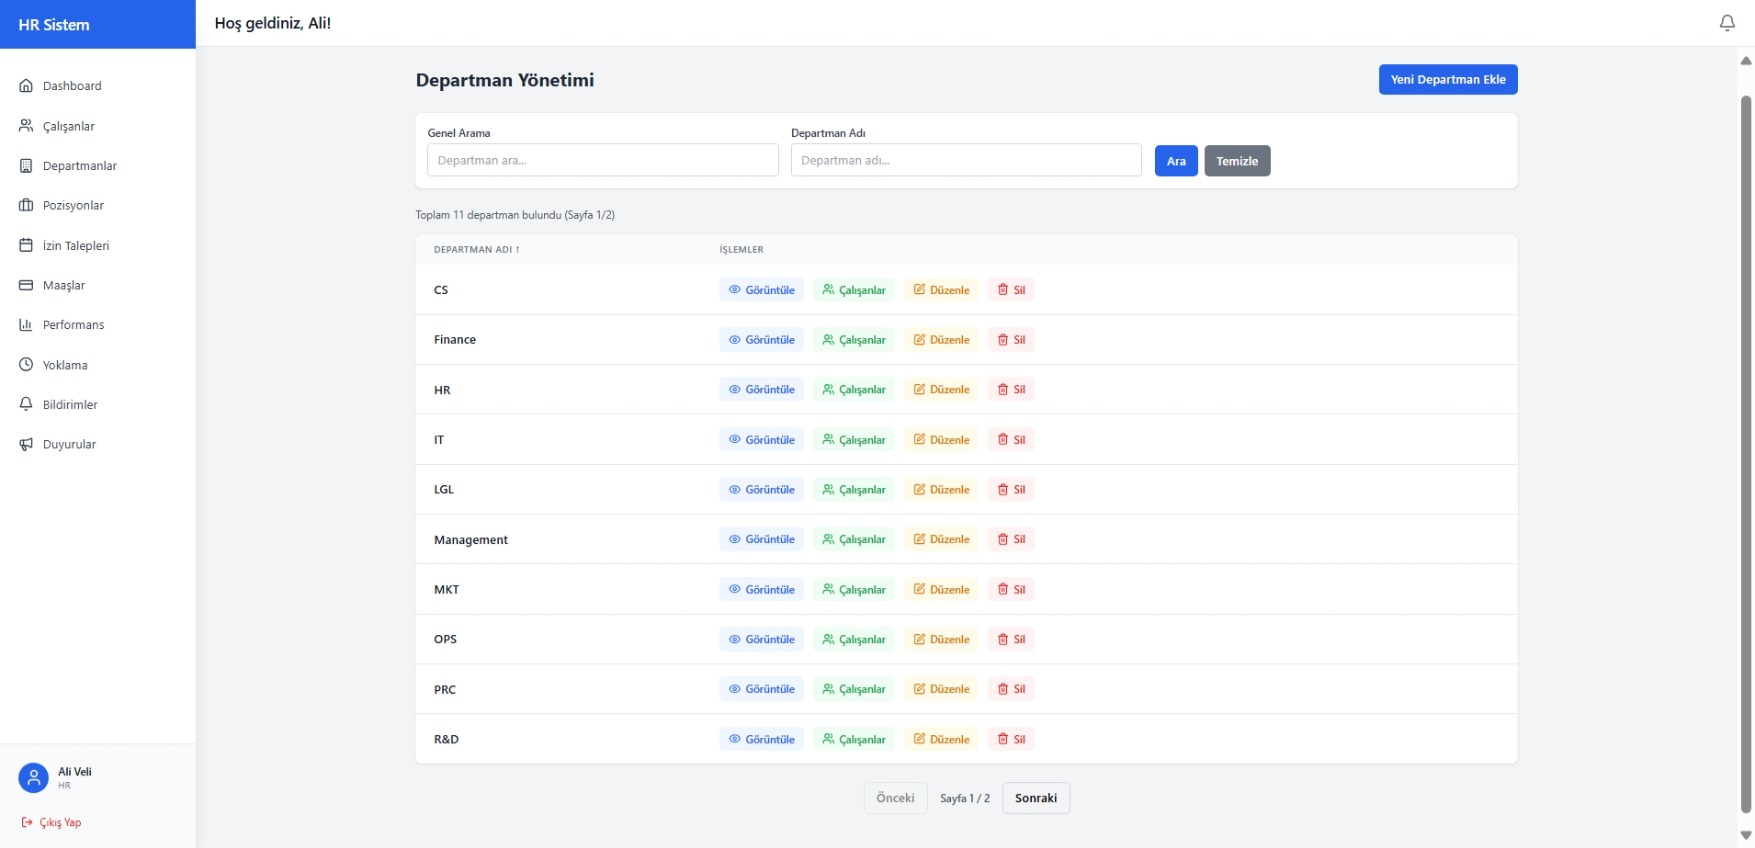 HR Sistem
Hoş geldiniz, Ali!
Dashboard
Çalışanlar
Departmanlar
Pozisyonlar
İzin Talepleri
Maaşlar
Performans
Yoklama
Bildirimler
Duyurular
Ali Veli
HR
Çıkış Yap
Departman Yönetimi
Yeni Departman Ekle
Genel Arama
Departman Adı
Departman ara...
Departman adı...
Ara
Temizle
Toplam 11 departman bulundu (Sayfa 1/2)
DEPARTMAN ADI ↑ İŞLEMLER
CS Görüntüle Çalışanlar Düzenle Sil
Finance Görüntüle Çalışanlar Düzenle Sil
HR Görüntüle Çalışanlar Düzenle Sil
IT Görüntüle Çalışanlar Düzenle Sil
LGL Görüntüle Çalışanlar Düzenle Sil
Management Görüntüle Çalışanlar Düzenle Sil
MKT Görüntüle Çalışanlar Düzenle Sil
OPS Görüntüle Çalışanlar Düzenle Sil
PRC Görüntüle Çalışanlar Düzenle Sil
R&D Görüntüle Çalışanlar Düzenle Sil
Önceki Sayfa 1 / 2 Sonraki